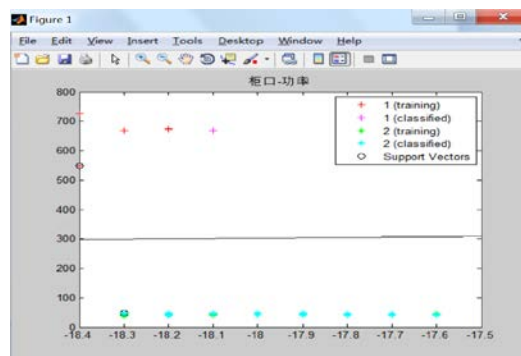 Figure 1
File Edit View Insert Tools Desktop Window Help
柜口-功率
800
700
600
500
400
300
200
100
0
-18.4 -18.3 -18.2 -18.1 -18 -17.9 -17.8 -17.7 -17.6 -17.5
1 (training)
1 (classified)
2 (training)
2 (classified)
Support Vectors